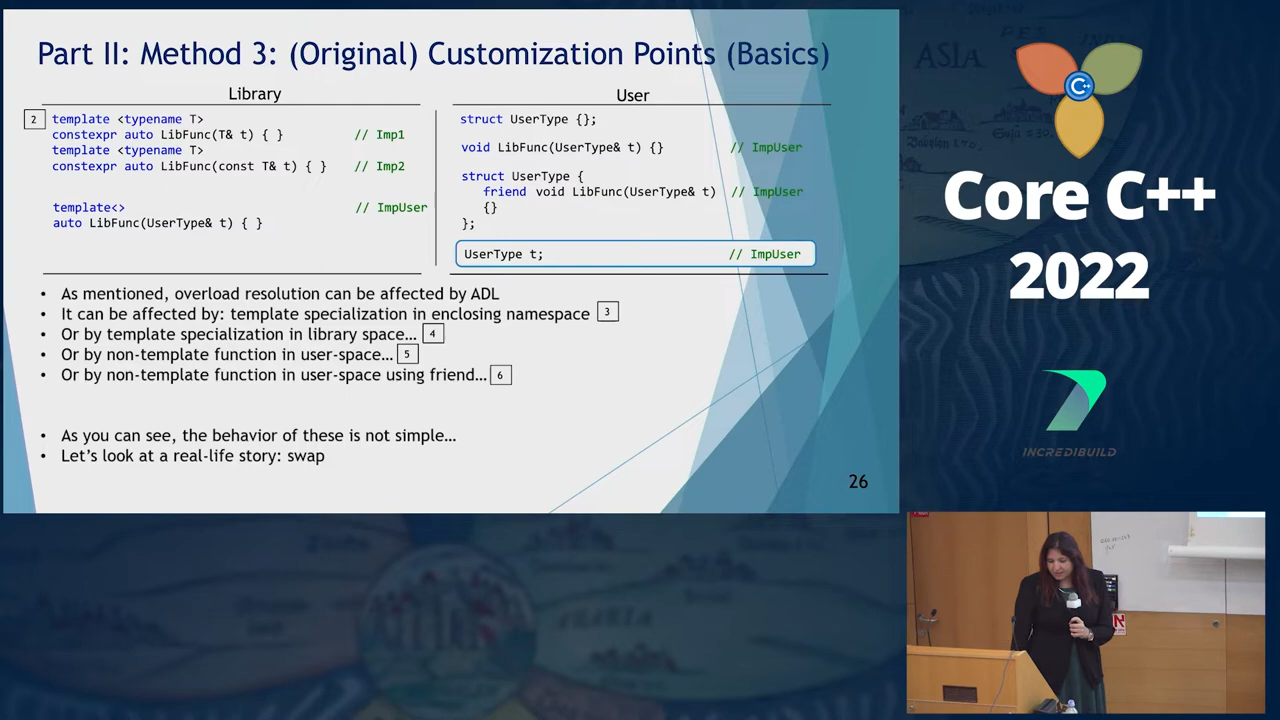 Part II: Method 3: (Original) Customization Points (Basics)
Library
2
template <typename T>
constexpr auto LibFunc(T& t) { } // Imp1
template <typename T>
constexpr auto LibFunc(const T& t) { } // Imp2
template<> // ImpUser
auto LibFunc(UserType& t) { }
User
struct UserType {};
void LibFunc(UserType& t) {} // ImpUser
struct UserType {
friend void LibFunc(UserType& t) // ImpUser
{}
};
UserType t; // ImpUser
• As mentioned, overload resolution can be affected by ADL
• It can be affected by: template specialization in enclosing namespace 3
• Or by template specialization in library space… 4
• Or by non-template function in user-space… 5
• Or by non-template function in user-space using friend… 6
• As you can see, the behavior of these is not simple…
• Let's look at a real-life story: swap
26
ASIA
C++
Core C++
2022
INCREDIBUILD